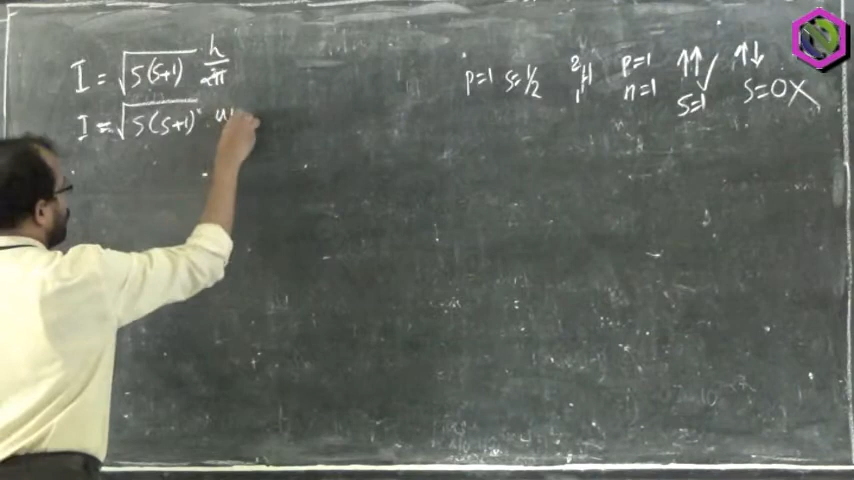 I = √S(S+1) h/2π
I = √S(S+1)
p=1 s=1/2 ²₁H p=1 n=1 ↑↑ ✓ s=1 ↑↓ s=0 X